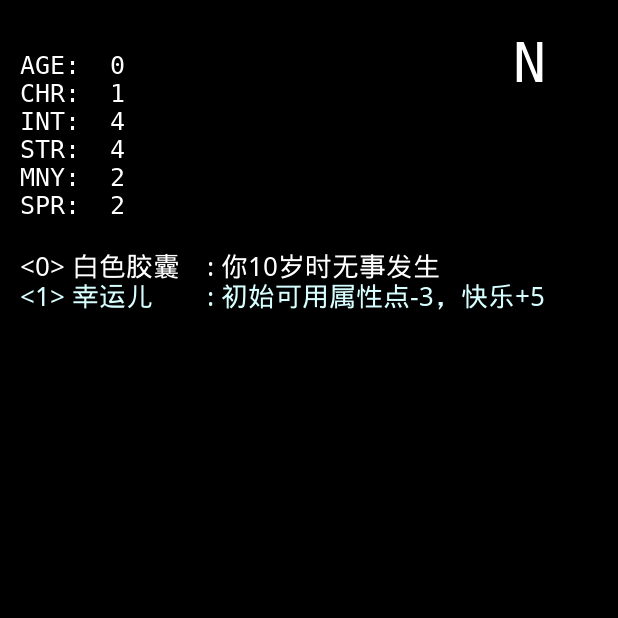 N
AGE: 0
CHR: 1
INT: 4
STR: 4
MNY: 2
SPR: 2
<0> 白色胶囊 : 你10岁时无事发生
<1> 幸运儿 : 初始可用属性点-3，快乐+5